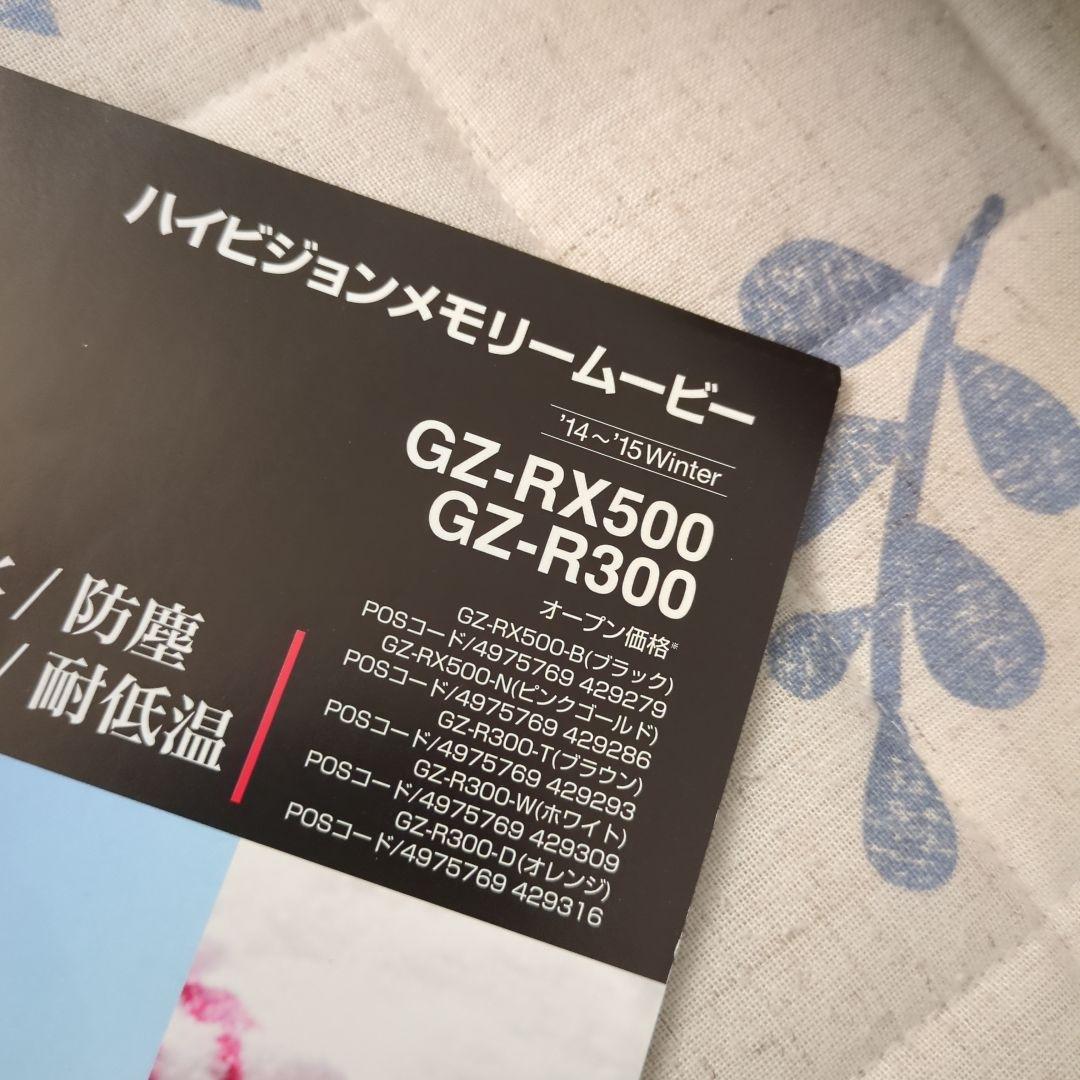 ハイビジョンメモリームービー
'14～'15Winter
GZ-RX500
GZ-R300
オープン価格※
GZ-RX500-B(ブラック)
POSコード/4975769 429279
GZ-RX500-N(ピンクゴールド)
POSコード/4975769 429286
GZ-R300-T(ブラウン)
POSコード/4975769 429293
GZ-R300-W(ホワイト)
POSコード/4975769 429309
GZ-R300-D(オレンジ)
POSコード/4975769 429316
/ 防塵
/ 耐低温